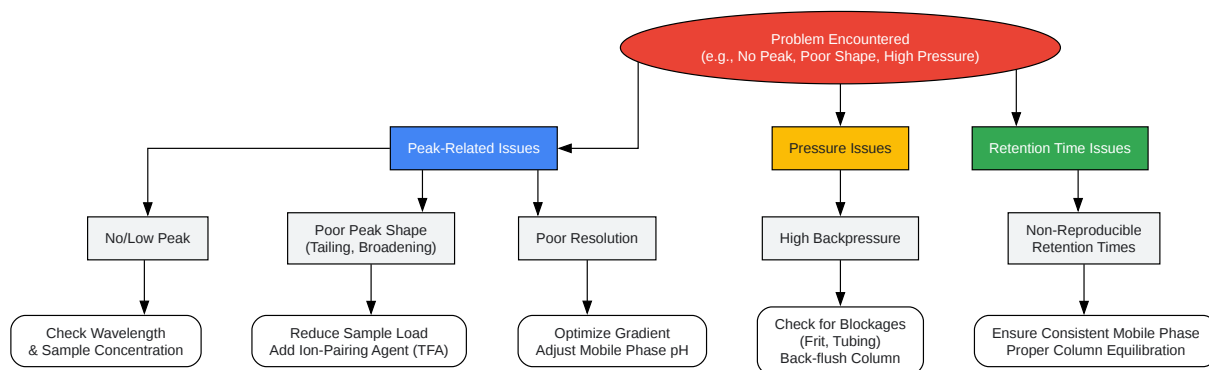 Problem Encountered
(e.g., No Peak, Poor Shape, High Pressure)
Peak-Related Issues
Pressure Issues
Retention Time Issues
No/Low Peak
Poor Peak Shape
(Tailing, Broadening)
Poor Resolution
High Backpressure
Non-Reproducible
Retention Times
Check Wavelength
& Sample Concentration
Reduce Sample Load
Add Ion-Pairing Agent (TFA)
Optimize Gradient
Adjust Mobile Phase pH
Check for Blockages
(Frit, Tubing)
Back-flush Column
Ensure Consistent Mobile Phase
Proper Column Equilibration